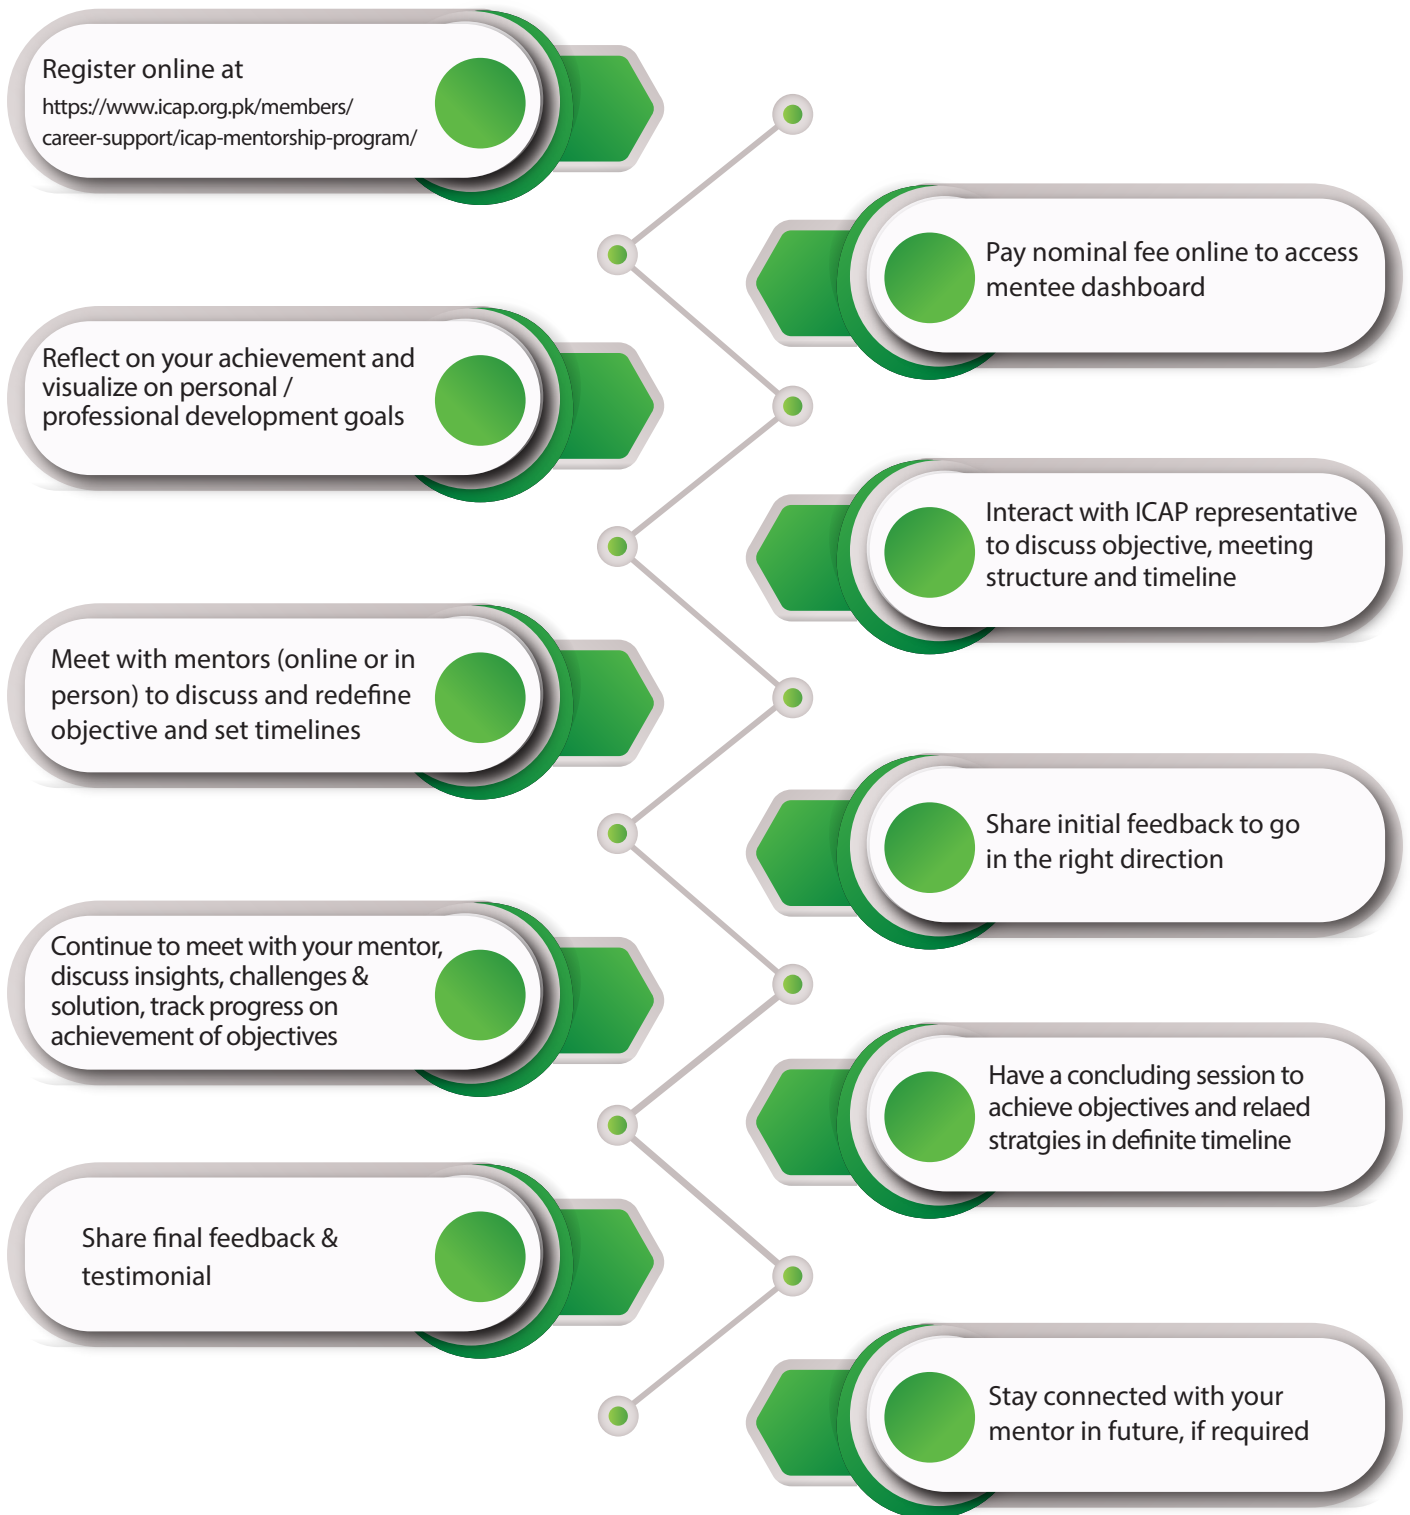 Register online at
https://www.icap.org.pk/members/
career-support/icap-mentorship-program/
Pay nominal fee online to access
mentee dashboard
Reflect on your achievement and
visualize on personal /
professional development goals
Interact with ICAP representative
to discuss objective, meeting
structure and timeline
Meet with mentors (online or in
person) to discuss and redefine
objective and set timelines
Share initial feedback to go
in the right direction
Continue to meet with your mentor,
discuss insights, challenges &
solution, track progress on
achievement of objectives
Have a concluding session to
achieve objectives and relaed
stratgies in definite timeline
Share final feedback &
testimonial
Stay connected with your
mentor in future, if required